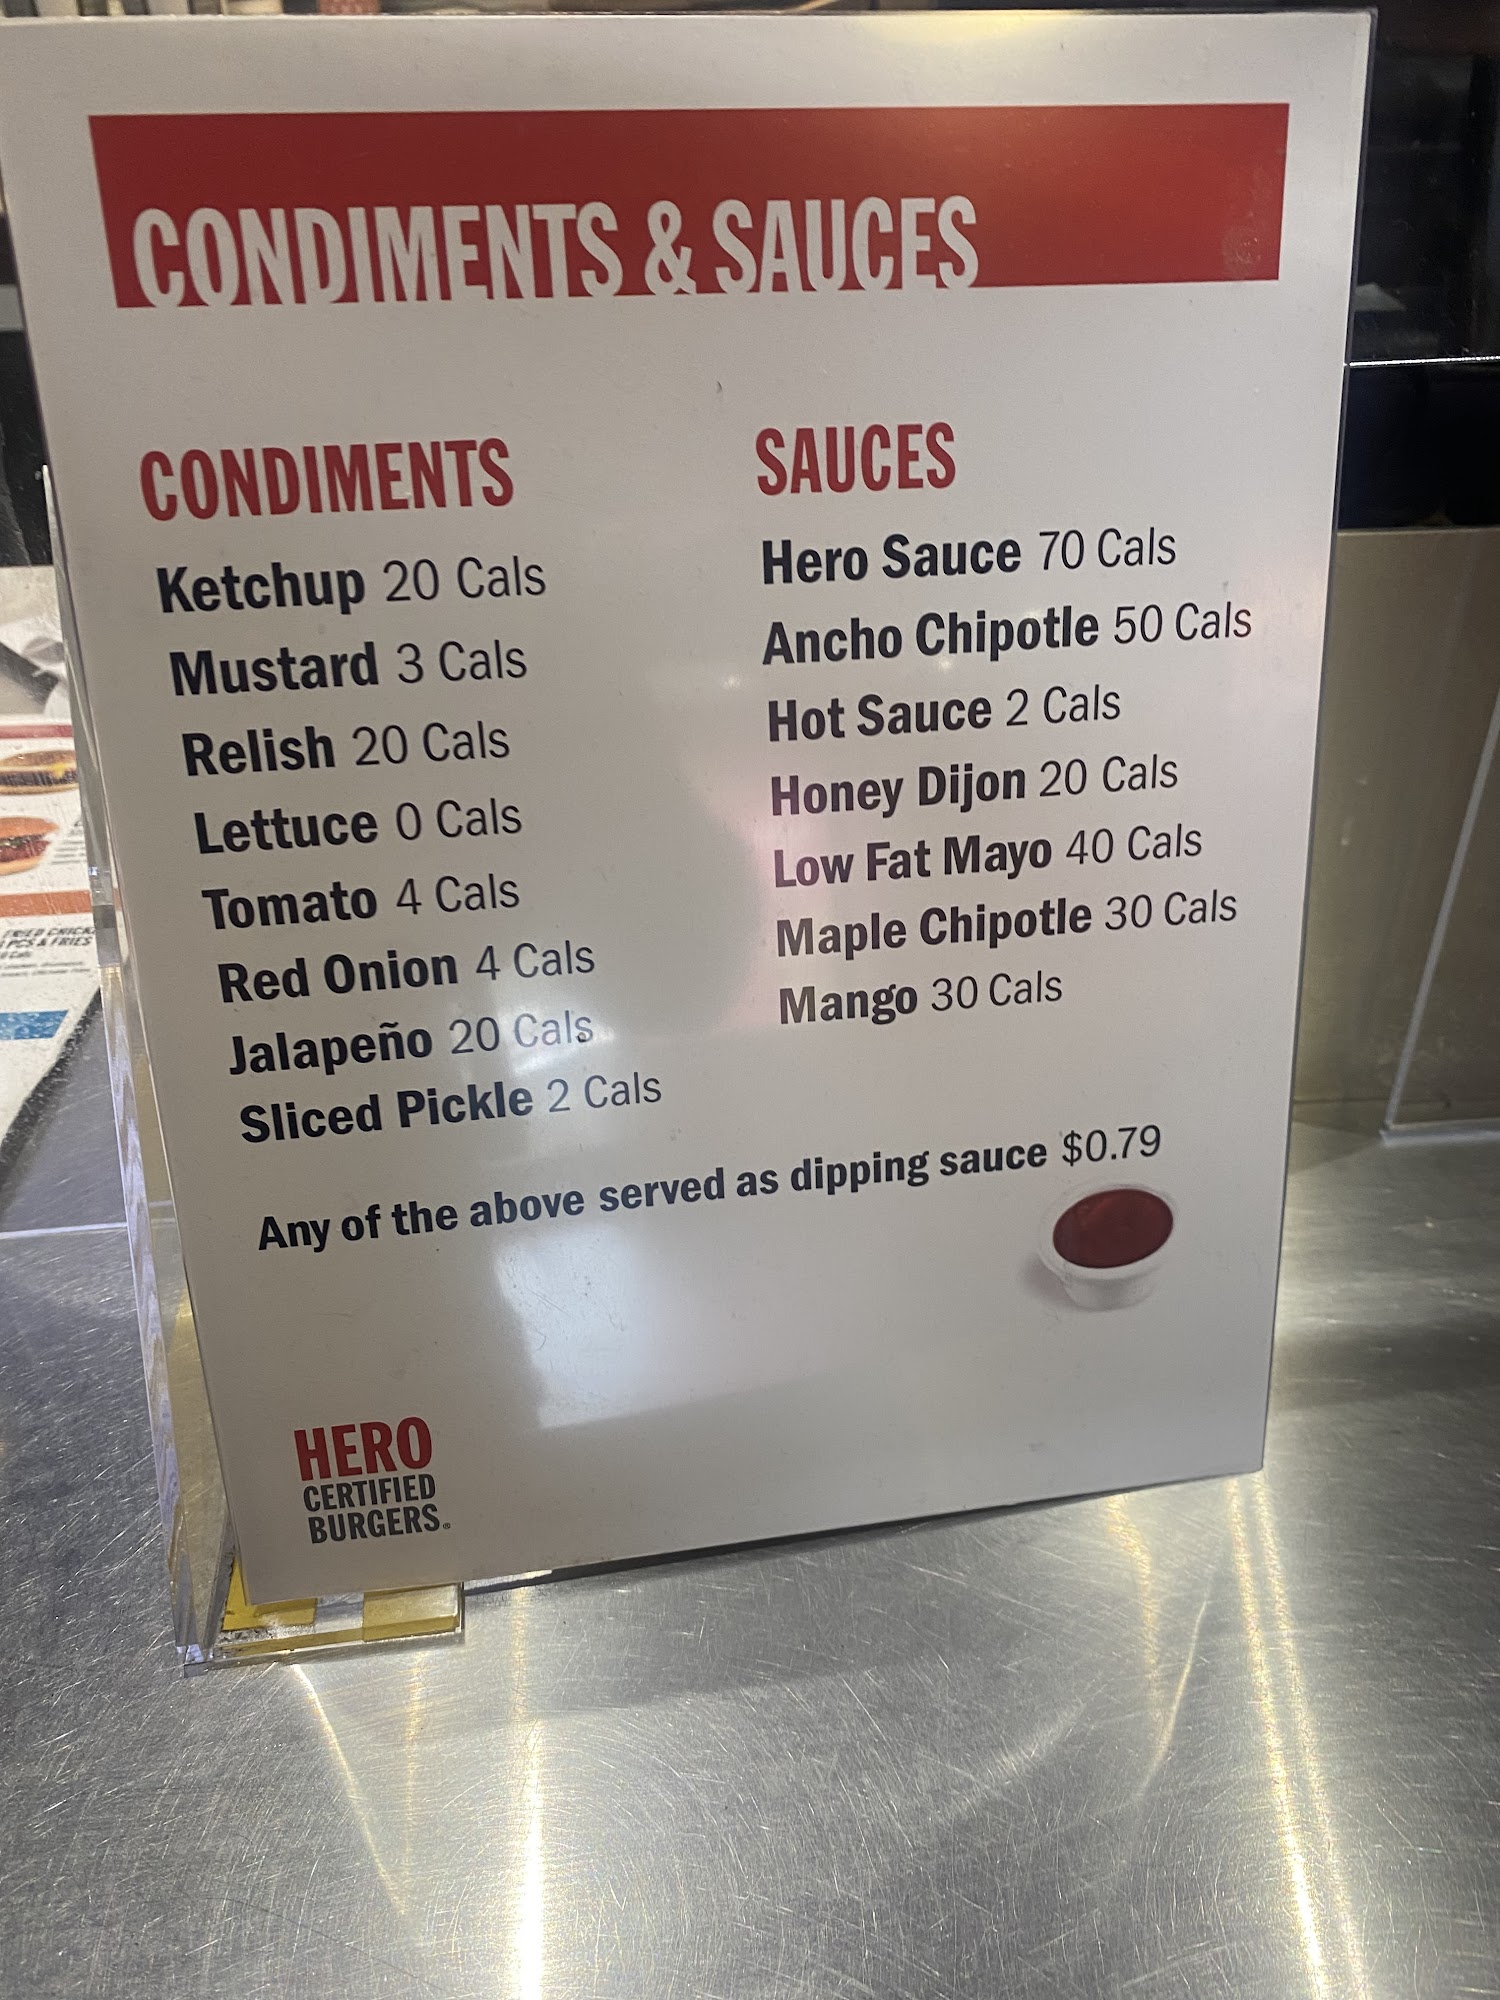 CONDIMENTS & SAUCES
CONDIMENTS
Ketchup 20 Cals
Mustard 3 Cals
Relish 20 Cals
Lettuce 0 Cals
Tomato 4 Cals
Red Onion 4 Cals
Jalapeño 20 Cals
Sliced Pickle 2 Cals
SAUCES
Hero Sauce 70 Cals
Ancho Chipotle 50 Cals
Hot Sauce 2 Cals
Honey Dijon 20 Cals
Low Fat Mayo 40 Cals
Maple Chipotle 30 Cals
Mango 30 Cals
Any of the above served as dipping sauce $0.79
HERO
CERTIFIED
BURGERS®
PCS & FRIES